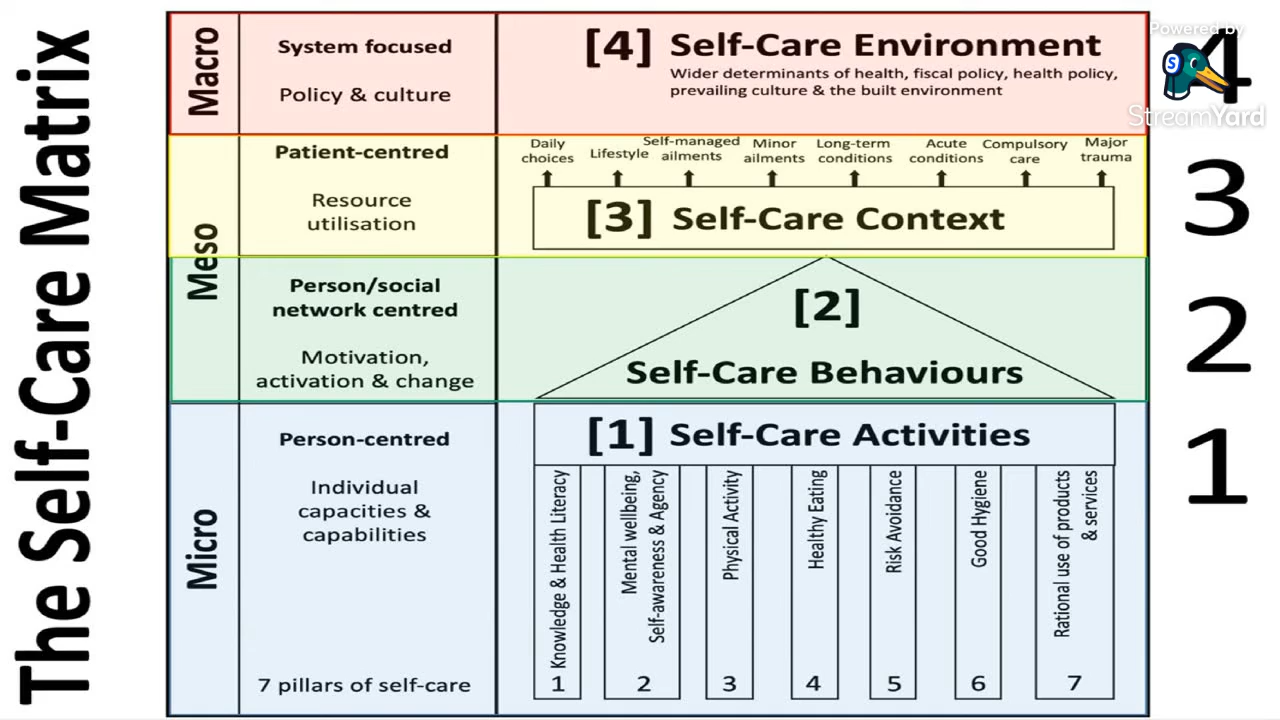 The Self-Care Matrix
Macro
System focused
Policy & culture
[4] Self-Care Environment
Wider determinants of health, fiscal policy, health policy,
prevailing culture & the built environment
Powered by
StreamYard
S
4
Meso
Patient-centred
Resource
utilisation
Daily
choices
Lifestyle
Self-managed
ailments
Minor
ailments
Long-term
conditions
Acute
conditions
Compulsory
care
Major
trauma
[3] Self-Care Context
3
Person/social
network centred
Motivation,
activation & change
[2]
Self-Care Behaviours
2
Micro
Person-centred
Individual
capacities &
capabilities
7 pillars of self-care
[1] Self-Care Activities
1
Knowledge & Health Literacy
1
Mental wellbeing,
Self-awareness & Agency
2
Physical Activity
3
Healthy Eating
4
Risk Avoidance
5
Good Hygiene
6
Rational use of products
& services
7